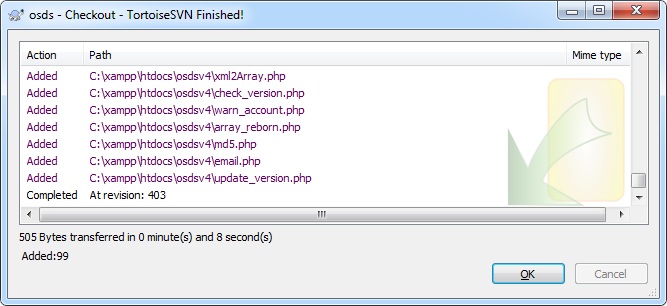 osds - Checkout - TortoiseSVN Finished!
Action Path Mime type
Added C:\xampp\htdocs\osdsv4\xml2Array.php
Added C:\xampp\htdocs\osdsv4\check_version.php
Added C:\xampp\htdocs\osdsv4\warn_account.php
Added C:\xampp\htdocs\osdsv4\array_reborn.php
Added C:\xampp\htdocs\osdsv4\md5.php
Added C:\xampp\htdocs\osdsv4\email.php
Added C:\xampp\htdocs\osdsv4\update_version.php
Completed At revision: 403
505 Bytes transferred in 0 minute(s) and 8 second(s)
Added:99
OK Cancel